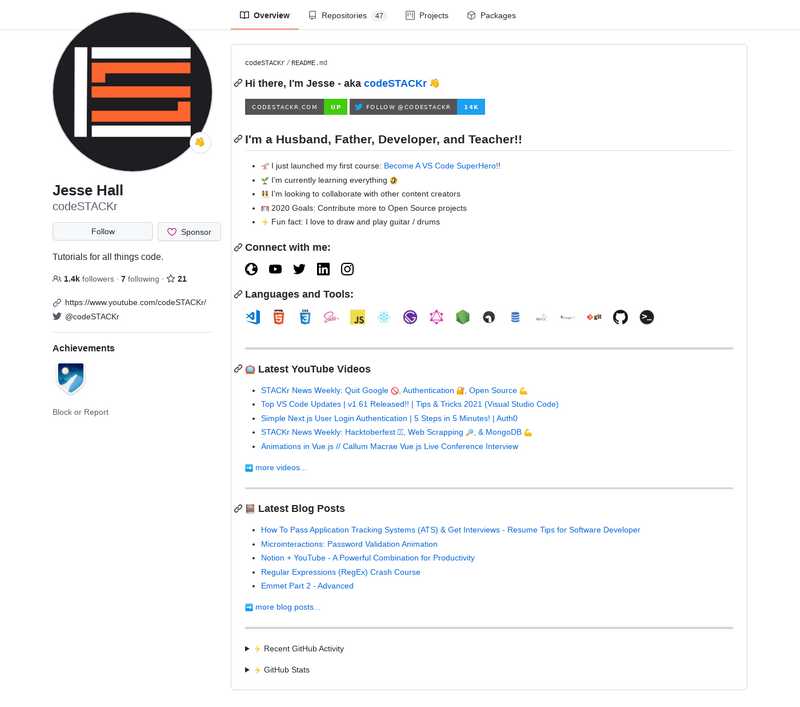 Overview
Repositories 47
Projects
Packages
Jesse Hall
codeSTACKr
Follow
Sponsor
Tutorials for all things code.
1.4k followers · 7 following · 21
https://www.youtube.com/codeSTACKr/
@codeSTACKr
Achievements
Block or Report
codeSTACKr / README.md
Hi there, I'm Jesse - aka codeSTACKr 👋
CODESTACKR.COM UP FOLLOW @CODESTACKR 14K
I'm a Husband, Father, Developer, and Teacher!!
I just launched my first course: Become A VS Code SuperHero!!
I'm currently learning everything 🤣
I'm looking to collaborate with other content creators
2020 Goals: Contribute more to Open Source projects
Fun fact: I love to draw and play guitar / drums
Connect with me:
Languages and Tools:
JS
git
Latest YouTube Videos
STACKr News Weekly: Quit Google 🚫, Authentication 🔐, Open Source 💪
Top VS Code Updates | v1 61 Released!! | Tips & Tricks 2021 (Visual Studio Code)
Simple Next.js User Login Authentication | 5 Steps in 5 Minutes! | Auth0
STACKr News Weekly: Hacktoberfest, Web Scrapping 🔎, & MongoDB 💪
Animations in Vue.js // Callum Macrae Vue.js Live Conference Interview
➡️ more videos...
Latest Blog Posts
How To Pass Application Tracking Systems (ATS) & Get Interviews - Resume Tips for Software Developer
Microinteractions: Password Validation Animation
Notion + YouTube - A Powerful Combination for Productivity
Regular Expressions (RegEx) Crash Course
Emmet Part 2 - Advanced
➡️ more blog posts...
⚡ Recent GitHub Activity
⚡ GitHub Stats